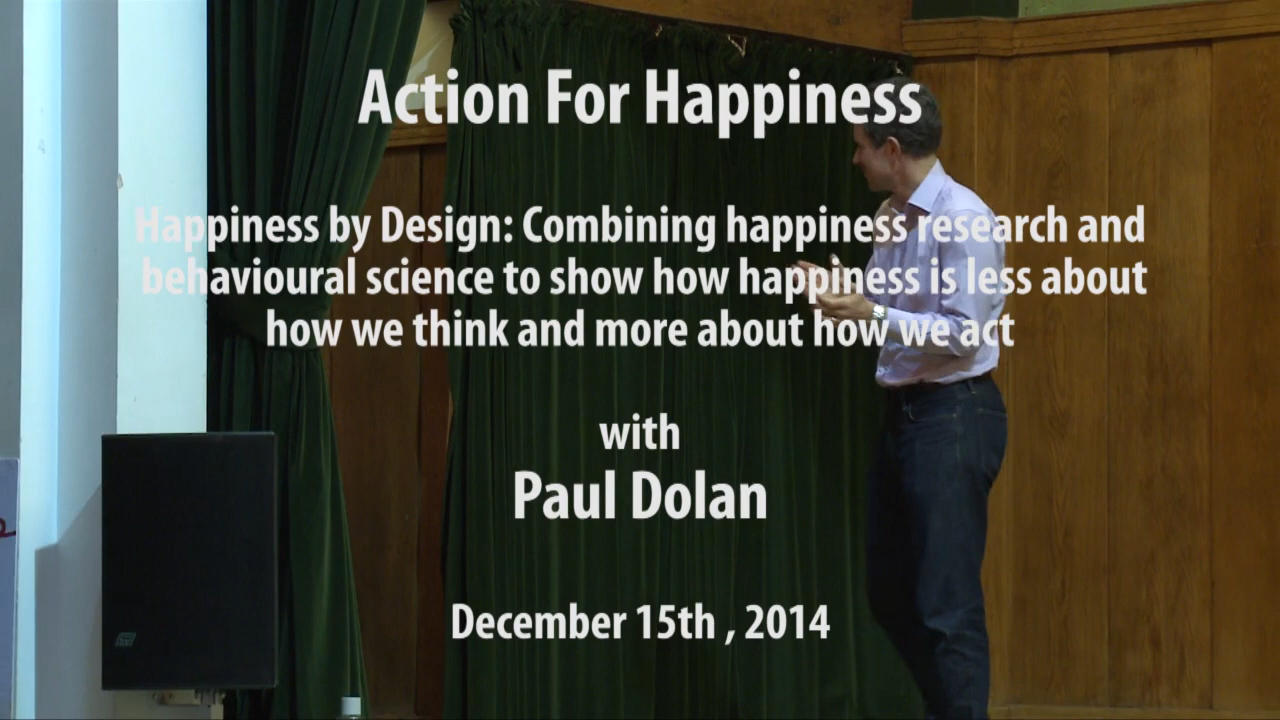 Action For Happiness
Happiness by Design: Combining happiness research and
behavioural science to show how happiness is less about
how we think and more about how we act
with
Paul Dolan
December 15th , 2014